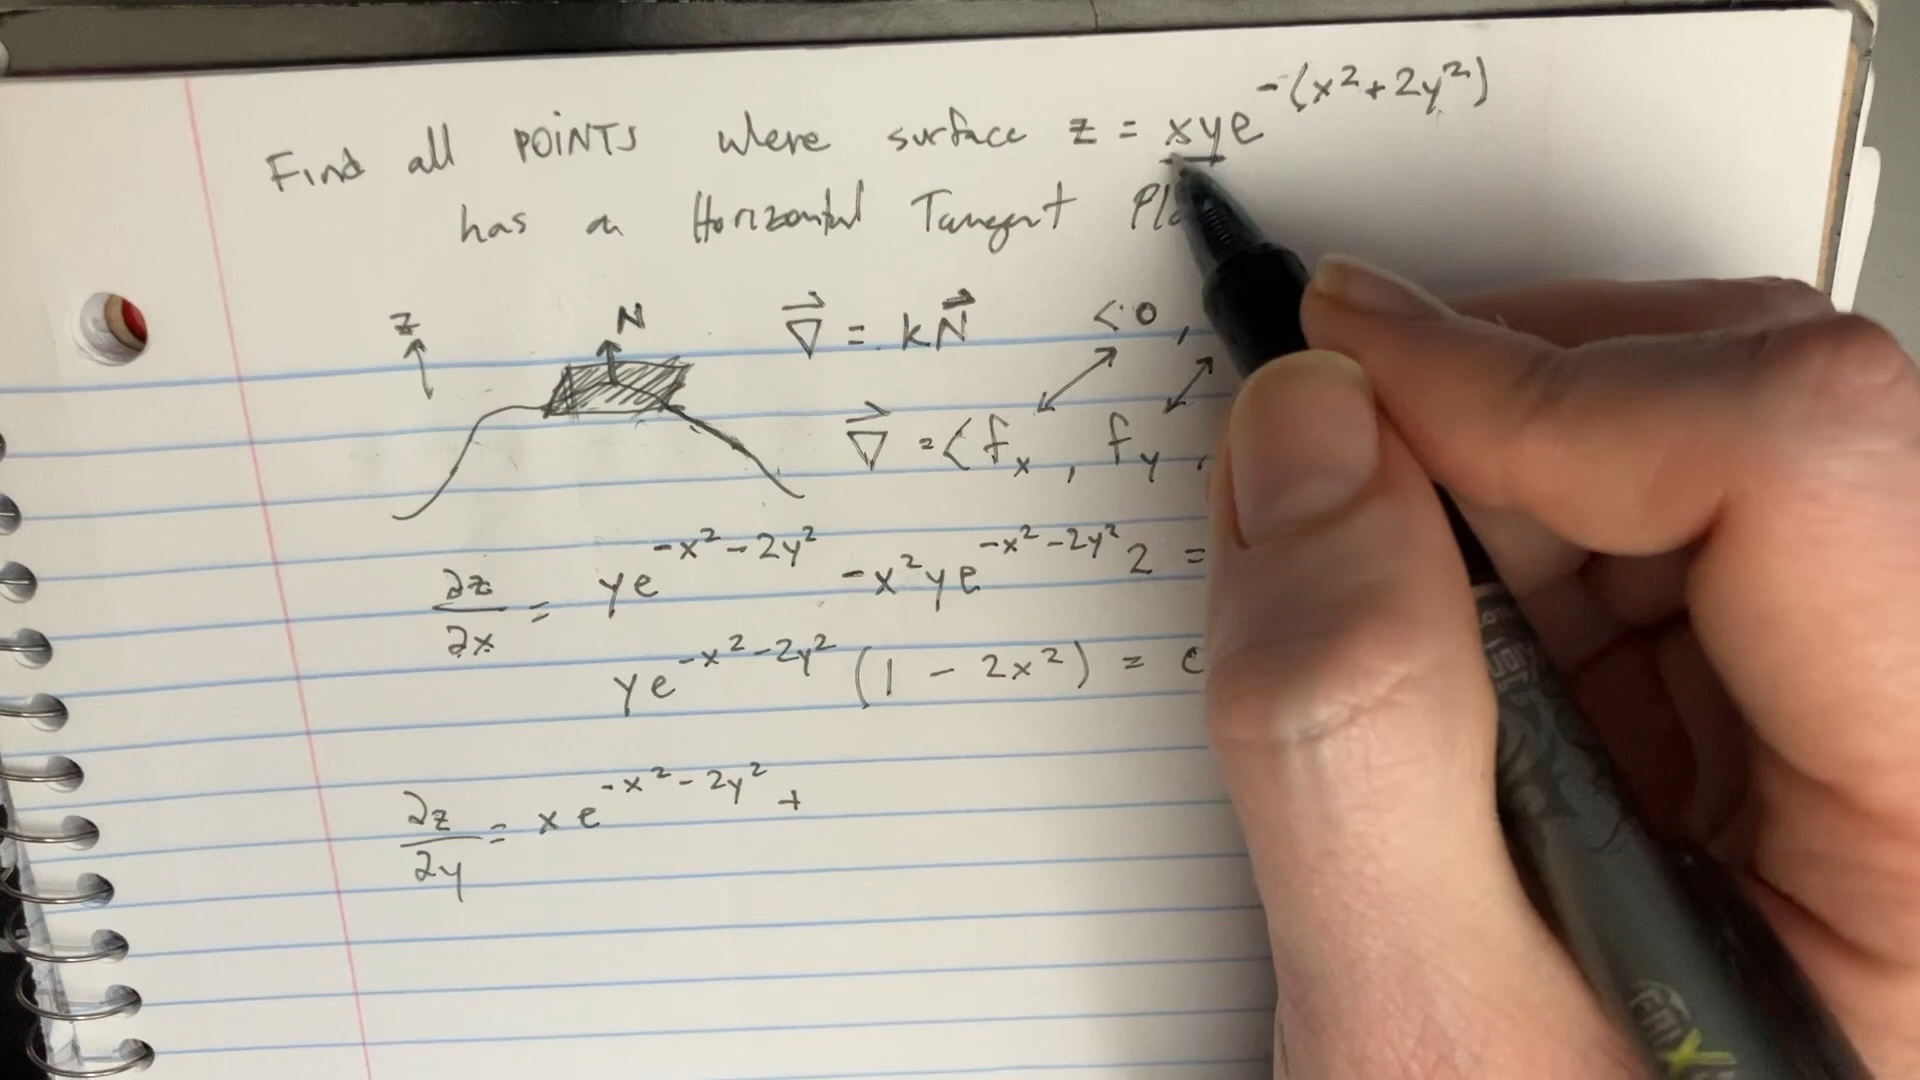 Find all POINTS where surface z = xye^-(x²+2y²)
has a Horizontal Tangent
z N ∇ = kN <0,
∇ = <fx, fy,
∂z/∂x = ye^-x²-2y² -x²ye^-x²-2y² 2 =
ye^-x²-2y² (1 - 2x²) =
∂z/∂y = xe^-x²-2y² +